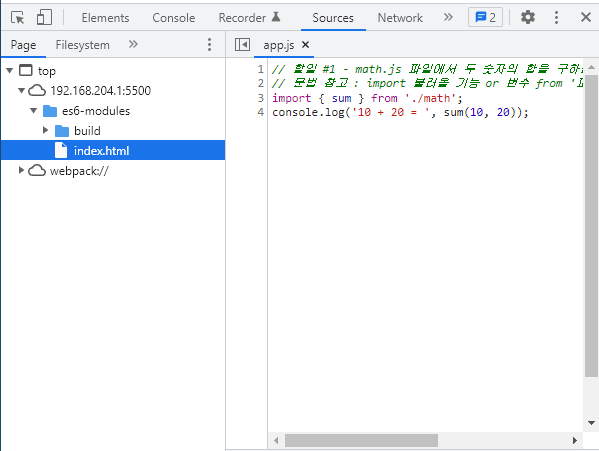 Elements Console Recorder Sources Network » 2
Page Filesystem »
app.js ×
top
192.168.204.1:5500
es6-modules
build
index.html
webpack://
1 // 할일 #1 - math.js 파일에서 두 숫자의 합을 구하
2 // 문법 참고 : import 불러올 기능 or 변수 from '파
3 import { sum } from './math';
4 console.log('10 + 20 = ', sum(10, 20));